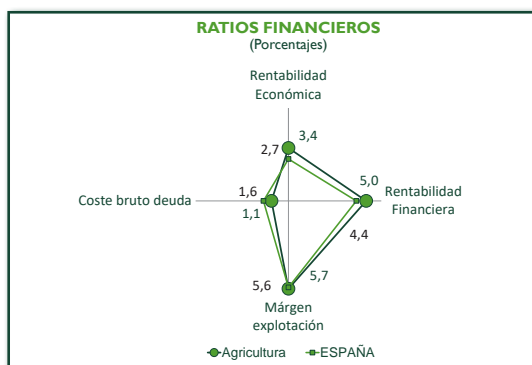 RATIOS FINANCIEROS
(Porcentajes)
Rentabilidad
Económica
2,7
3,4
5,0
Rentabilidad
Financiera
1,6
Coste bruto deuda
1,1
4,4
5,6
5,7
Márgen
explotación
Agricultura
ESPAÑA